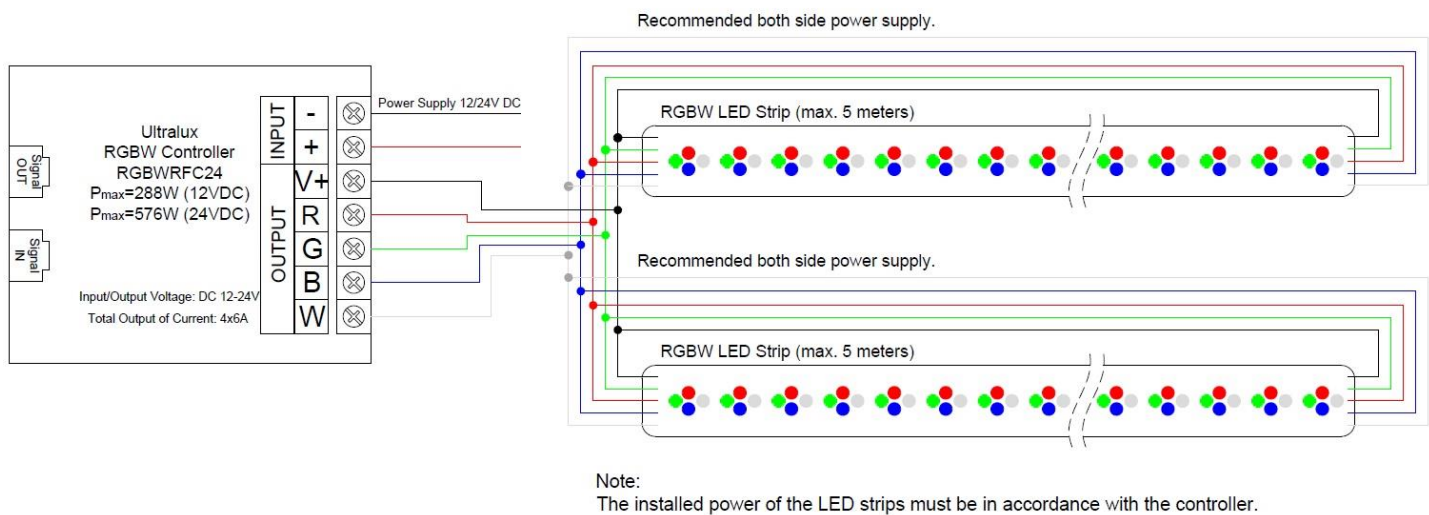 Recommended both side power supply.
Ultralux
RGBW Controller
RGBWRFC24
Pmax=288W (12VDC)
Pmax=576W (24VDC)
Input/Output Voltage: DC 12-24V
Total Output of Current: 4x6A
Signal
OUT
Signal
IN
INPUT
OUTPUT
-
+
V+
R
G
B
W
Power Supply 12/24V DC
RGBW LED Strip (max. 5 meters)
Recommended both side power supply.
RGBW LED Strip (max. 5 meters)
Note:
The installed power of the LED strips must be in accordance with the controller.